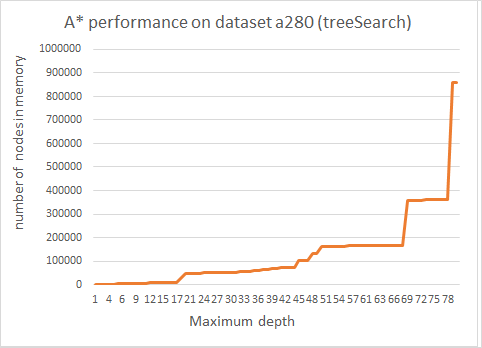 A* performance on dataset a280 (treeSearch)
number of nodes in memory
1000000
900000
800000
700000
600000
500000
400000
300000
200000
100000
0
1 4 6 9 12 15 17 21 24 27 30 33 36 39 42 45 48 51 54 57 61 63 66 69 72 75 78
Maximum depth